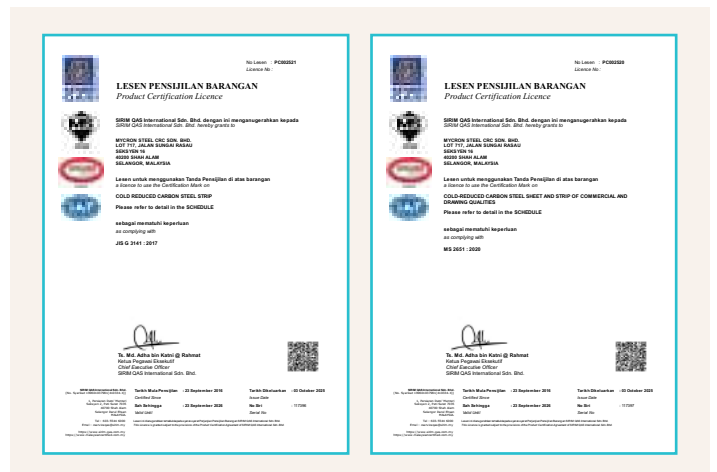 No Lesen : PC002521
Licence No :
LESEN PENSIJILAN BARANGAN
Product Certification Licence
SIRIM QAS International Sdn. Bhd. dengan ini menganugerahkan kepada
SIRIM QAS International Sdn. Bhd. hereby grants to
MYCRON STEEL CRC SDN. BHD.
LOT 717, JALAN SUNGAI RASAU
SEKSYEN 16
40200 SHAH ALAM
SELANGOR, MALAYSIA
Lesen untuk menggunakan Tanda Pensijilan di atas barangan
a licence to use the Certification Mark on
COLD REDUCED CARBON STEEL STRIP
Please refer to detail in the SCHEDULE
sebagai mematuhi keperluan
as complying with
JIS G 3141 : 2017
Ts. Md. Adha bin Katni @ Rahmat
Ketua Pegawai Eksekutif
Chief Executive Officer
SIRIM QAS International Sdn. Bhd.
Tarikh Mula Pensijilan : 23 September 2016
Certified Since
Sah Sehingga : 23 September 2026
Valid Until
Tarikh Dikeluarkan : 03 October 2025
Issue Date
No Siri
Serial No
No Lesen : PC002520
Licence No :
LESEN PENSIJILAN BARANGAN
Product Certification Licence
SIRIM QAS International Sdn. Bhd. dengan ini menganugerahkan kepada
SIRIM QAS International Sdn. Bhd. hereby grants to
MYCRON STEEL CRC SDN. BHD.
LOT 717, JALAN SUNGAI RASAU
SEKSYEN 16
40200 SHAH ALAM
SELANGOR, MALAYSIA
Lesen untuk menggunakan Tanda Pensijilan di atas barangan
a licence to use the Certification Mark on
COLD REDUCED CARBON STEEL SHEET AND STRIP OF COMMERCIAL AND
DRAWING QUALITIES
Please refer to detail in the SCHEDULE
sebagai mematuhi keperluan
as complying with
MS 2651 : 2020
Ts. Md. Adha bin Katni @ Rahmat
Ketua Pegawai Eksekutif
Chief Executive Officer
SIRIM QAS International Sdn. Bhd.
Tarikh Mula Pensijilan : 23 September 2016
Certified Since
Sah Sehingga : 23 September 2026
Valid Until
Tarikh Dikeluarkan : 03 October 2025
Issue Date
No Siri
Serial No